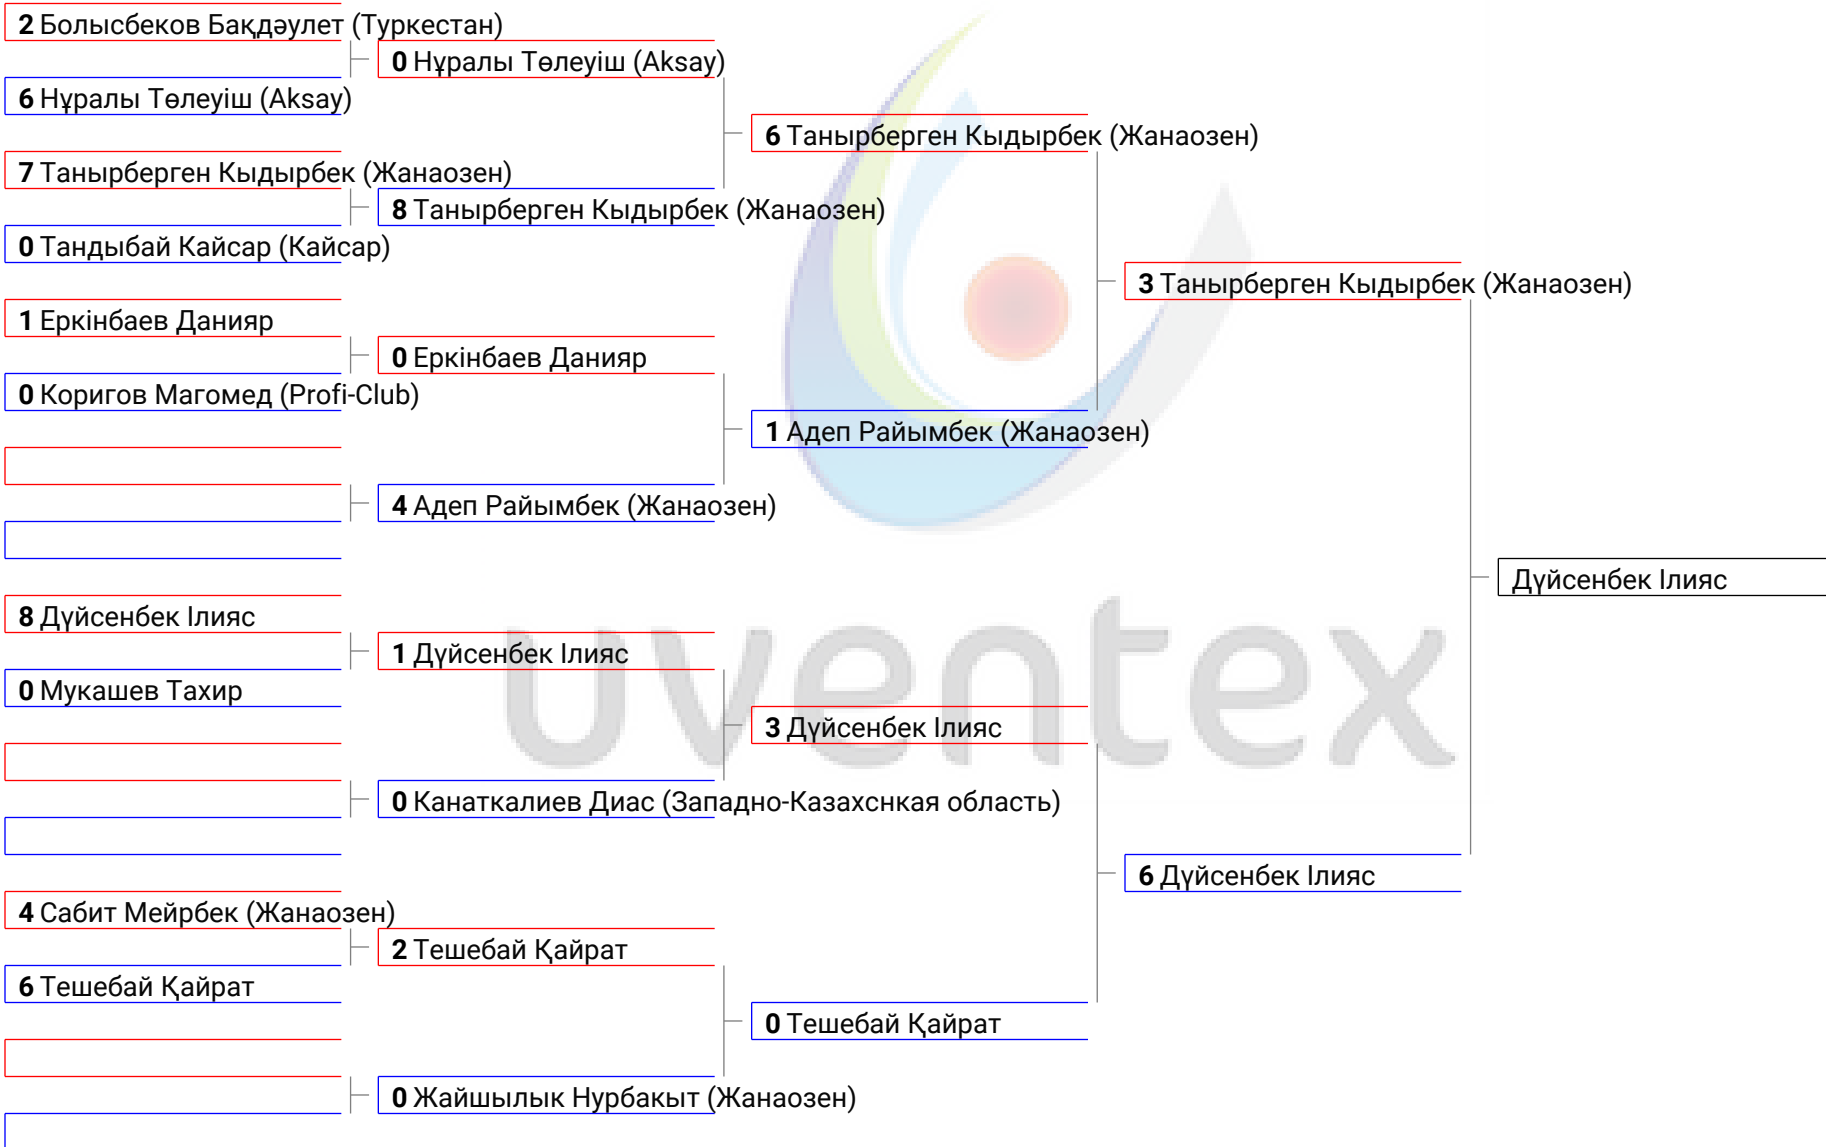 2 Болысбеков Бақдәулет (Туркестан)
0 Нұралы Төлеуіш (Aksay)
6 Нұралы Төлеуіш (Aksay)
6 Танырберген Кыдырбек (Жанаозен)
7 Танырберген Кыдырбек (Жанаозен)
8 Танырберген Кыдырбек (Жанаозен)
0 Тандыбай Кайсар (Кайсар)
3 Танырберген Кыдырбек (Жанаозен)
1 Еркінбаев Данияр
0 Еркінбаев Данияр
0 Коригов Магомед (Profi-Club)
1 Адеп Райымбек (Жанаозен)
4 Адеп Райымбек (Жанаозен)
Дүйсенбек Ілияс
8 Дүйсенбек Ілияс
1 Дүйсенбек Ілияс
0 Мукашев Тахир
uventex
3 Дүйсенбек Ілияс
0 Канаткалиев Диас (Западно-Казахснкая область)
6 Дүйсенбек Ілияс
4 Сабит Мейрбек (Жанаозен)
2 Тешебай Қайрат
6 Тешебай Қайрат
0 Тешебай Қайрат
0 Жайшылык Нурбакыт (Жанаозен)